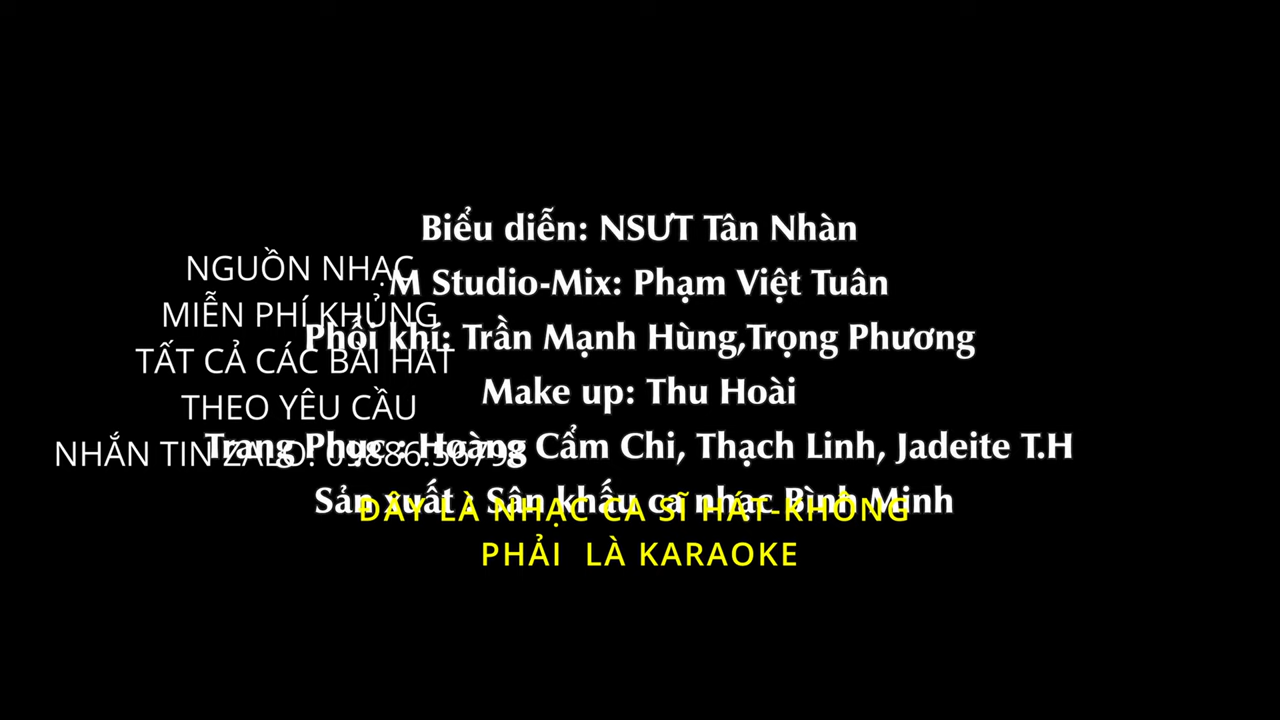 Biểu diễn: NSƯT Tân Nhàn
M Studio-Mix: Phạm Việt Tuân
Phối khí: Trần Mạnh Hùng,Trọng Phương
Make up: Thu Hoài
Trang Phục : Hoàng Cẩm Chi, Thạch Linh, Jadeite T.H
Sản xuất : Sân khấu ca nhạc Bình Minh
NGUỒN NHẠC
MIỄN PHÍ KHỦNG
TẤT CẢ CÁC BÀI HÁT
THEO YÊU CẦU
NHẮN TIN ZALO:
ĐÂY LÀ NHẠC CA SĨ HÁT-KHÔNG
PHẢI  LÀ KARAOKE